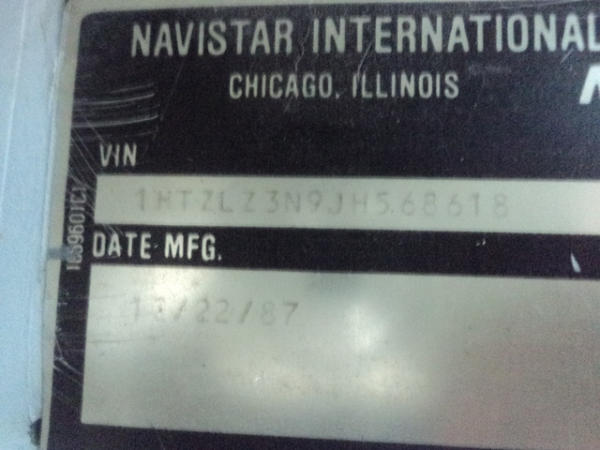 NAVISTAR INTERNATIONAL
CHICAGO, ILLINOIS
VIN
1HTZLZ3N9JH568618
DATE MFG.
12/22/87